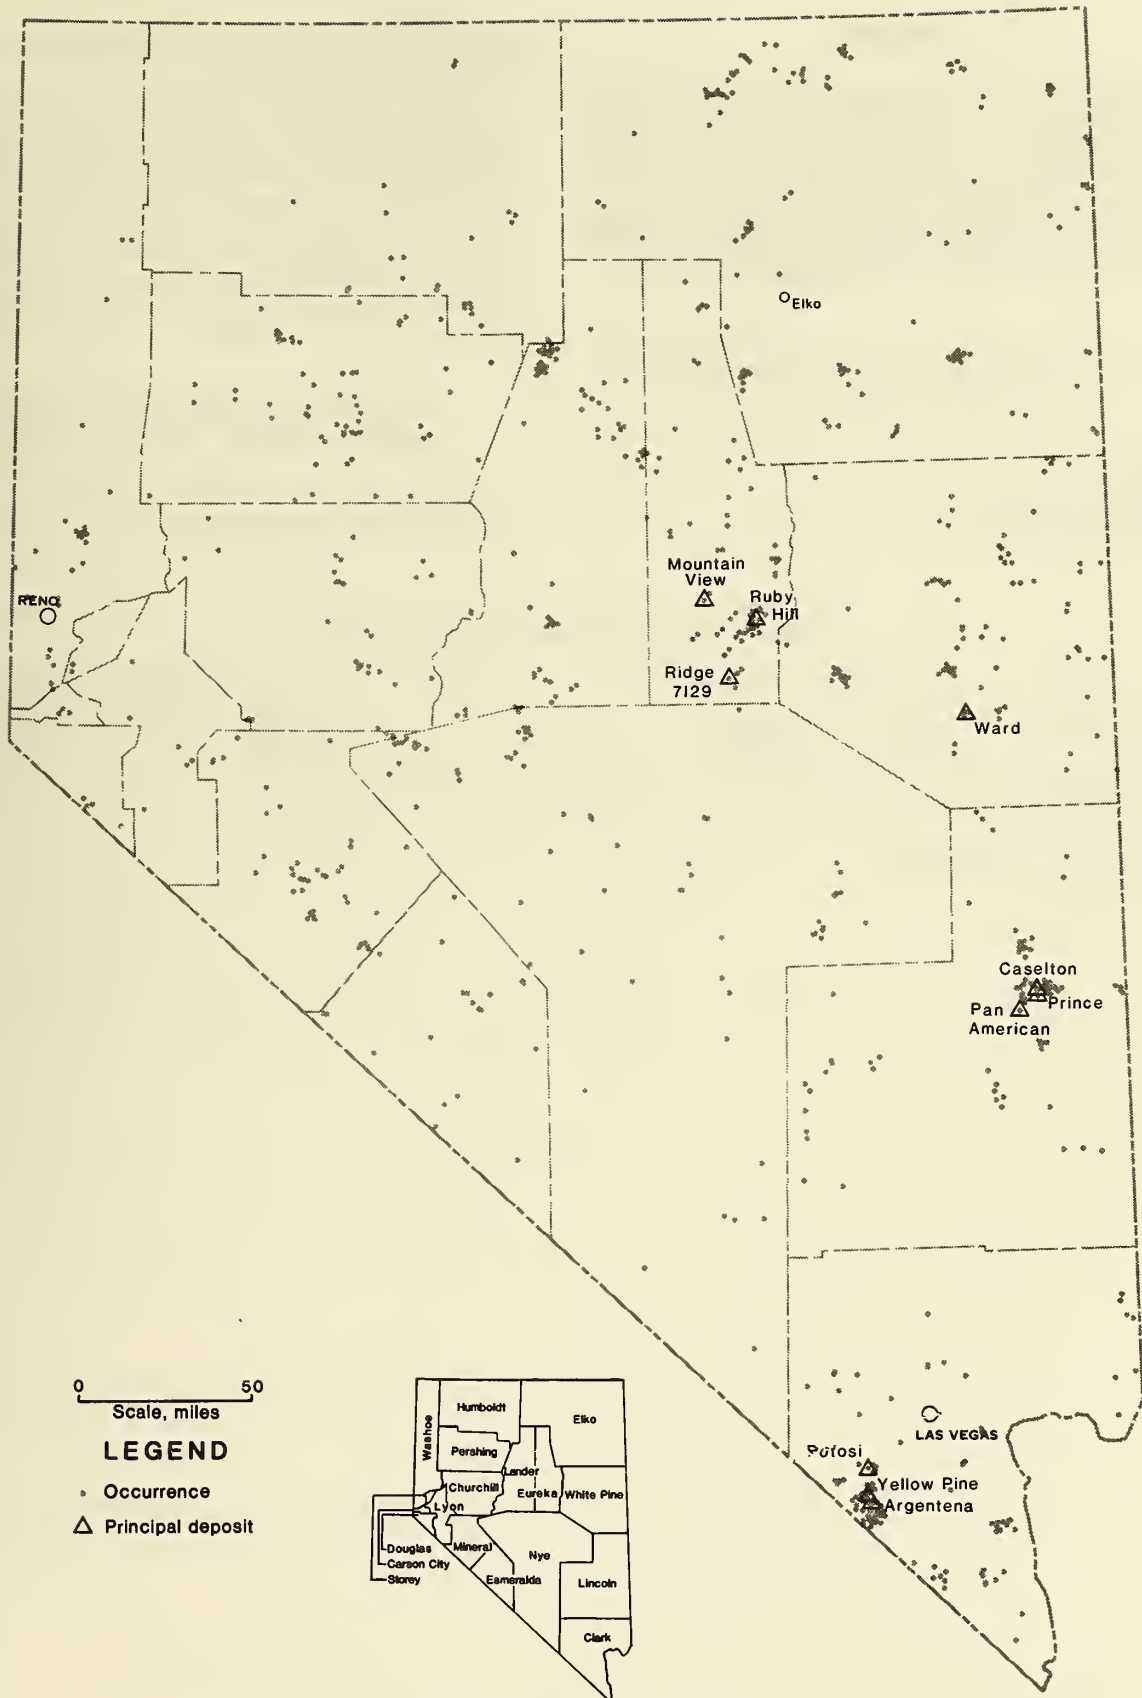 Elko
Mountain
View
Ruby
Hill
RENO
Ridge
7129
Ward
Caselton
Prince
Pan
American
0 50
Scale, miles
LEGEND
Occurrence
Principal deposit
LAS VEGAS
Potosi
Yellow Pine
Argentena
Washoe
Humboldt
Elko
Pershing
Lander
Churchill
Eureka
White Pine
Lyon
Douglas
Carson City
Storey
Mineral
Nye
Esmeralda
Lincoln
Clark